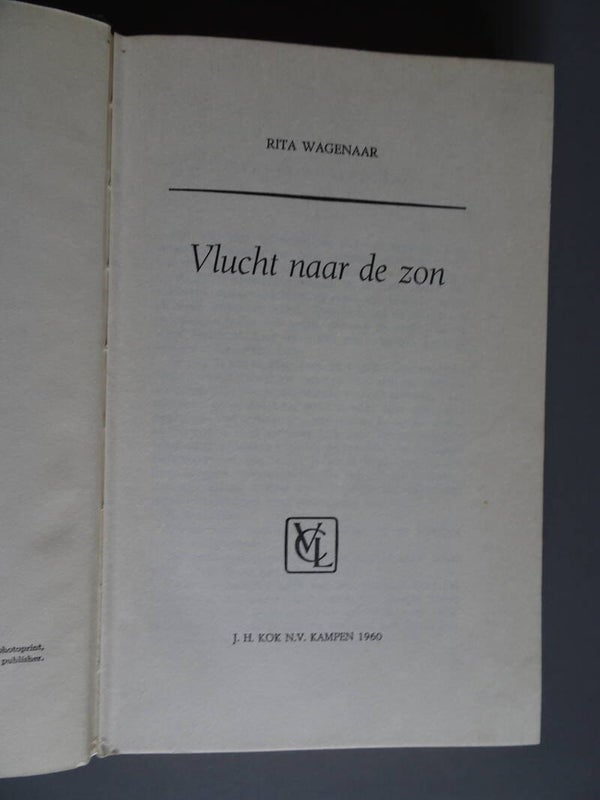 photoprint,
publisher.
RITA WAGENAAR
Vlucht naar de zon
VCL
J. H. KOK N.V. KAMPEN 1960